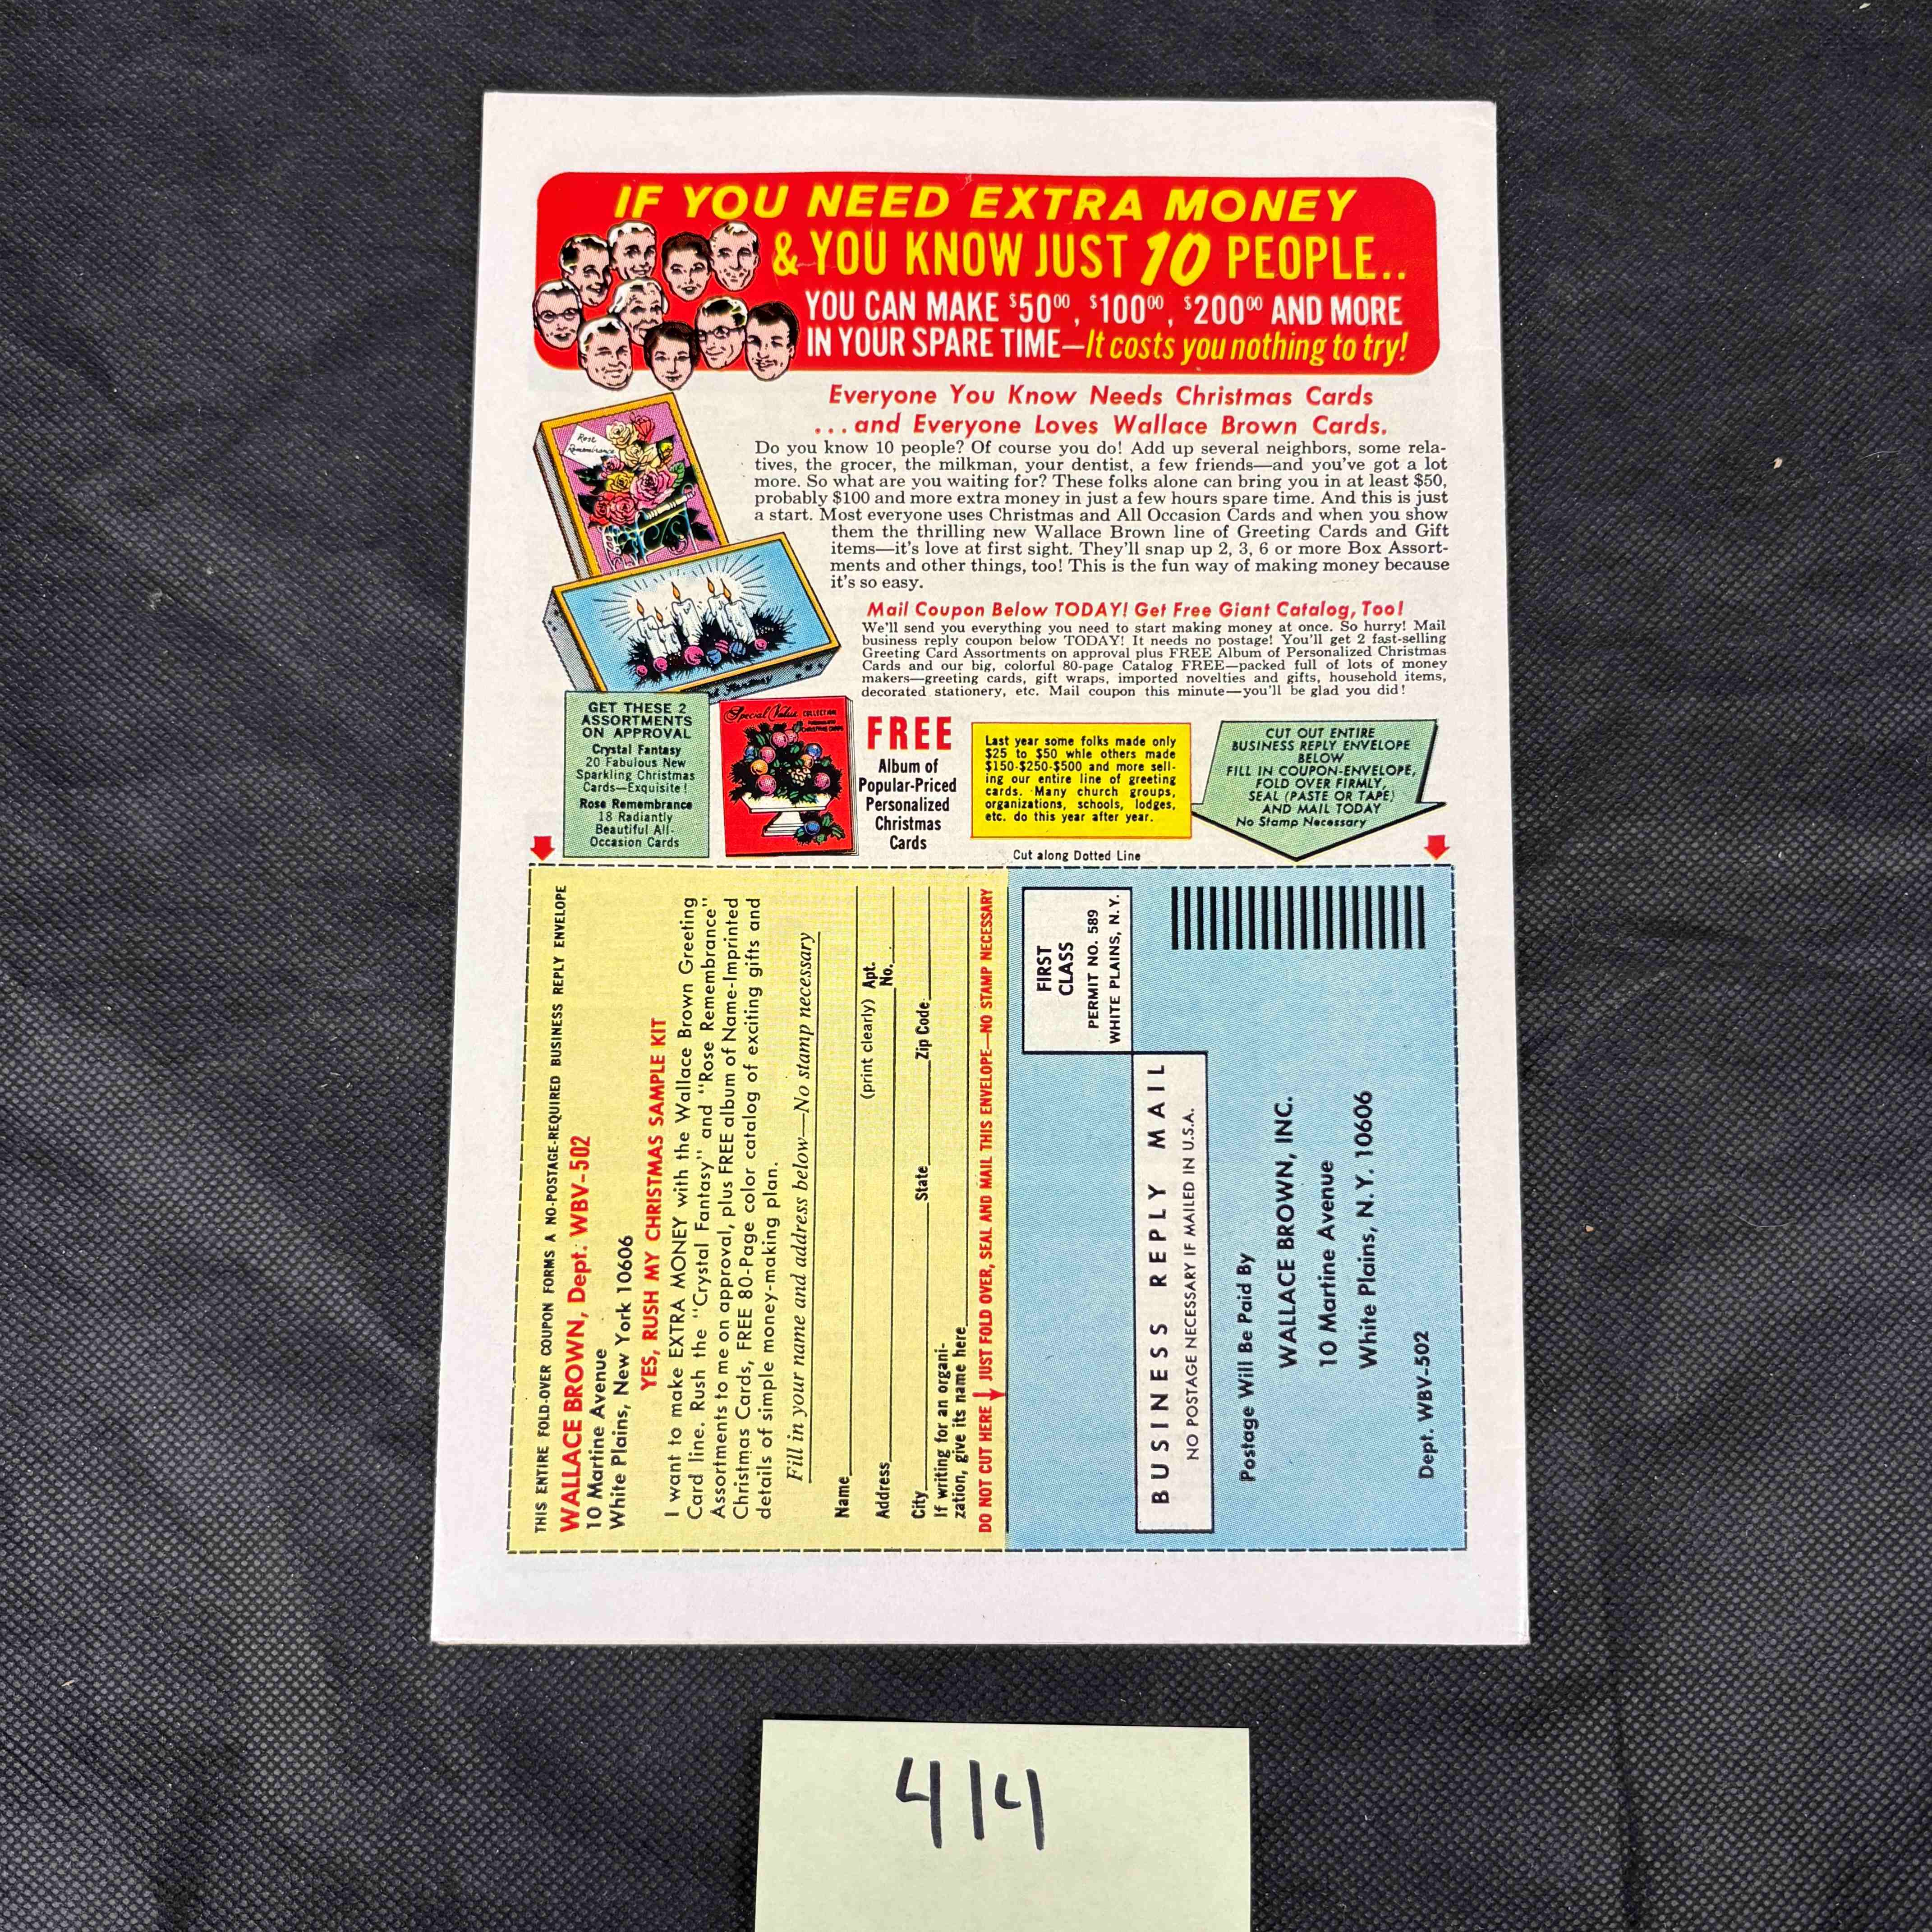 IF YOU NEED EXTRA MONEY
& YOU KNOW JUST 10 PEOPLE..
YOU CAN MAKE $50⁰⁰, $100⁰⁰, $200⁰⁰ AND MORE
IN YOUR SPARE TIME—It costs you nothing to try!
Everyone You Know Needs Christmas Cards
...and Everyone Loves Wallace Brown Cards.
Rose
Remembrance
Do you know 10 people? Of course you do! Add up several neighbors, some rela-
tives, the grocer, the milkman, your dentist, a few friends—and you've got a lot
more. So what are you waiting for? These folks alone can bring you in at least $50,
probably $100 and more extra money in just a few hours spare time. And this is just
a start. Most everyone uses Christmas and All Occasion Cards and when you show
them the thrilling new Wallace Brown line of Greeting Cards and Gift
items—it's love at first sight. They'll snap up 2, 3, 6 or more Box Assort-
ments and other things, too! This is the fun way of making money because
it's so easy.
Mail Coupon Below TODAY! Get Free Giant Catalog, Too!
We'll send you everything you need to start making money at once. So hurry! Mail
business reply coupon below TODAY! It needs no postage! You'll get 2 fast-selling
Greeting Card Assortments on approval plus FREE Album of Personalized Christmas
Cards and our big, colorful 80-page Catalog FREE—packed full of lots of money
makers—greeting cards, gift wraps, imported novelties and gifts, household items,
decorated stationery, etc. Mail coupon this minute—you'll be glad you did!
GET THESE 2
ASSORTMENTS
ON APPROVAL
Crystal Fantasy
20 Fabulous New
Sparkling Christmas
Cards—Exquisite!
Rose Remembrance
18 Radiantly
Beautiful All-
Occasion Cards
Special Value COLLECTION
FREE
Album of
Popular-Priced
Personalized
Christmas
Cards
Last year some folks made only
$25 to $50 while others made
$150-$250-$500 and more sell-
ing our entire line of greeting
cards. Many church groups,
organizations, schools, lodges,
etc. do this year after year.
CUT OUT ENTIRE
BUSINESS REPLY ENVELOPE
BELOW
FILL IN COUPON-ENVELOPE,
FOLD OVER FIRMLY,
SEAL (PASTE OR TAPE)
AND MAIL TODAY
No Stamp Necessary
Cut along Dotted Line
THIS ENTIRE FOLD-OVER COUPON FORMS A NO-POSTAGE-REQUIRED BUSINESS REPLY ENVELOPE
WALLACE BROWN, Dept. WBV-502
10 Martine Avenue
White Plains, New York 10606
YES, RUSH MY CHRISTMAS SAMPLE KIT
I want to make EXTRA MONEY with the Wallace Brown Greeting
Card line. Rush the "Crystal Fantasy" and "Rose Remembrance"
Assortments to me on approval, plus FREE album of Name-Imprinted
Christmas Cards, FREE 80-Page color catalog of exciting gifts and
details of simple money-making plan.
Fill in your name and address below—No stamp necessary
Name
(print clearly) Apt.
Address No.
City State Zip Code
If writing for an organi-
zation, give its name here
DO NOT CUT HERE JUST FOLD OVER, SEAL AND MAIL THIS ENVELOPE—NO STAMP NECESSARY
FIRST
CLASS
PERMIT NO. 589
WHITE PLAINS, N.Y.
BUSINESS REPLY MAIL
NO POSTAGE NECESSARY IF MAILED IN U.S.A.
Postage Will Be Paid By
WALLACE BROWN, INC.
10 Martine Avenue
White Plains, N. Y. 10606
Dept. WBV-502
414